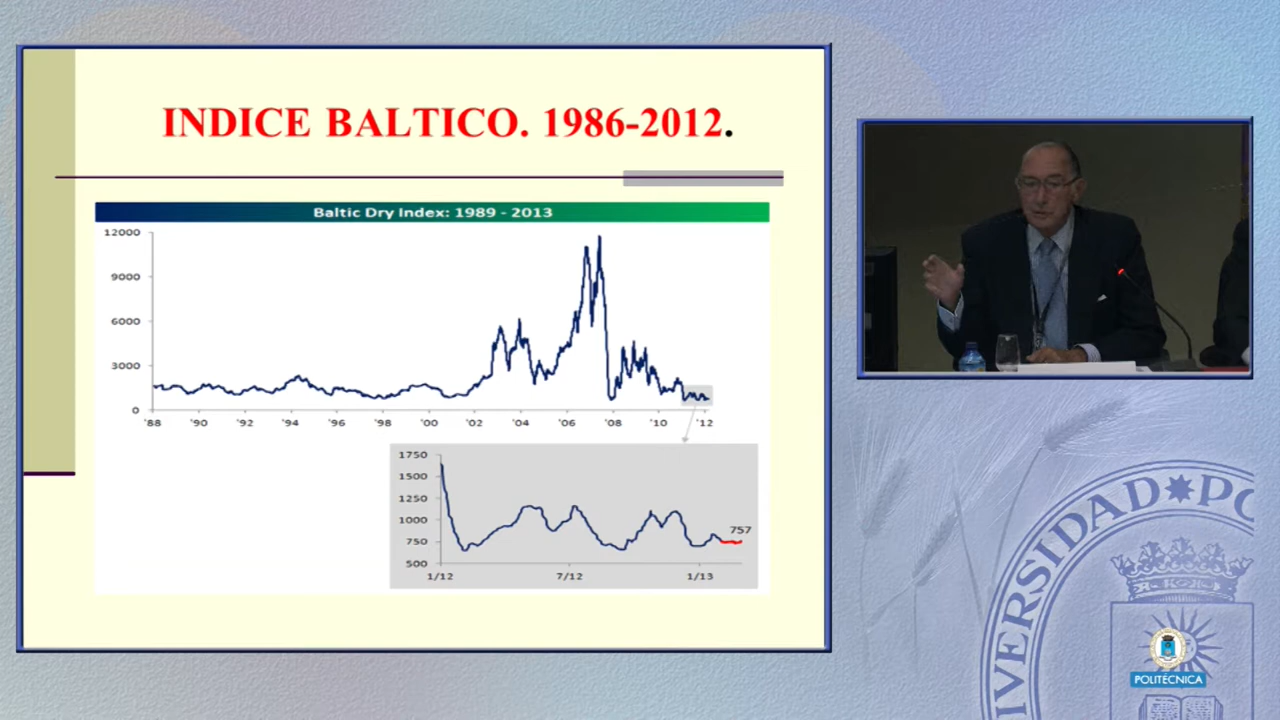 INDICE BALTICO. 1986-2012.
Baltic Dry Index: 1989 - 2013
12000
9000
6000
3000
0
'88 '90 '92 '94 '96 '98 '00 '02 '04 '06 '08 '10 '12
1750
1500
1250
1000
750
500
757
1/12 7/12 1/13
UNIVERSIDAD PO
POLITÉCNICA